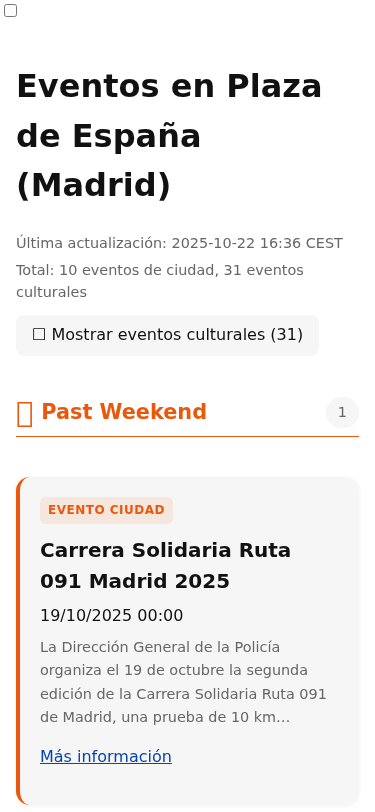 Eventos en Plaza
de España
(Madrid)
Última actualización: 2025-10-22 16:36 CEST
Total: 10 eventos de ciudad, 31 eventos
culturales
☐ Mostrar eventos culturales (31)
Past Weekend
1
EVENTO CIUDAD
Carrera Solidaria Ruta
091 Madrid 2025
19/10/2025 00:00
La Dirección General de la Policía
organiza el 19 de octubre la segunda
edición de la Carrera Solidaria Ruta 091
de Madrid, una prueba de 10 km...
Más información